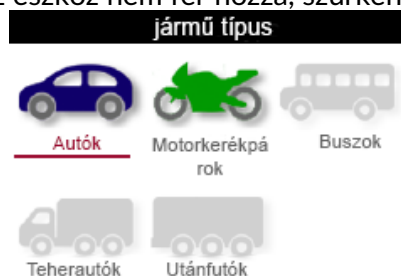 eszköz nem fér hozzá, szürkén
jármű típus
Autók
Motorkerékpá
rok
Buszok
Teherautók
Utánfutók